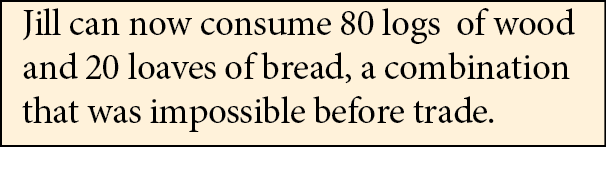 Jill can now consume 80 logs  of wood
and 20 loaves of bread, a combination
that was impossible before trade.